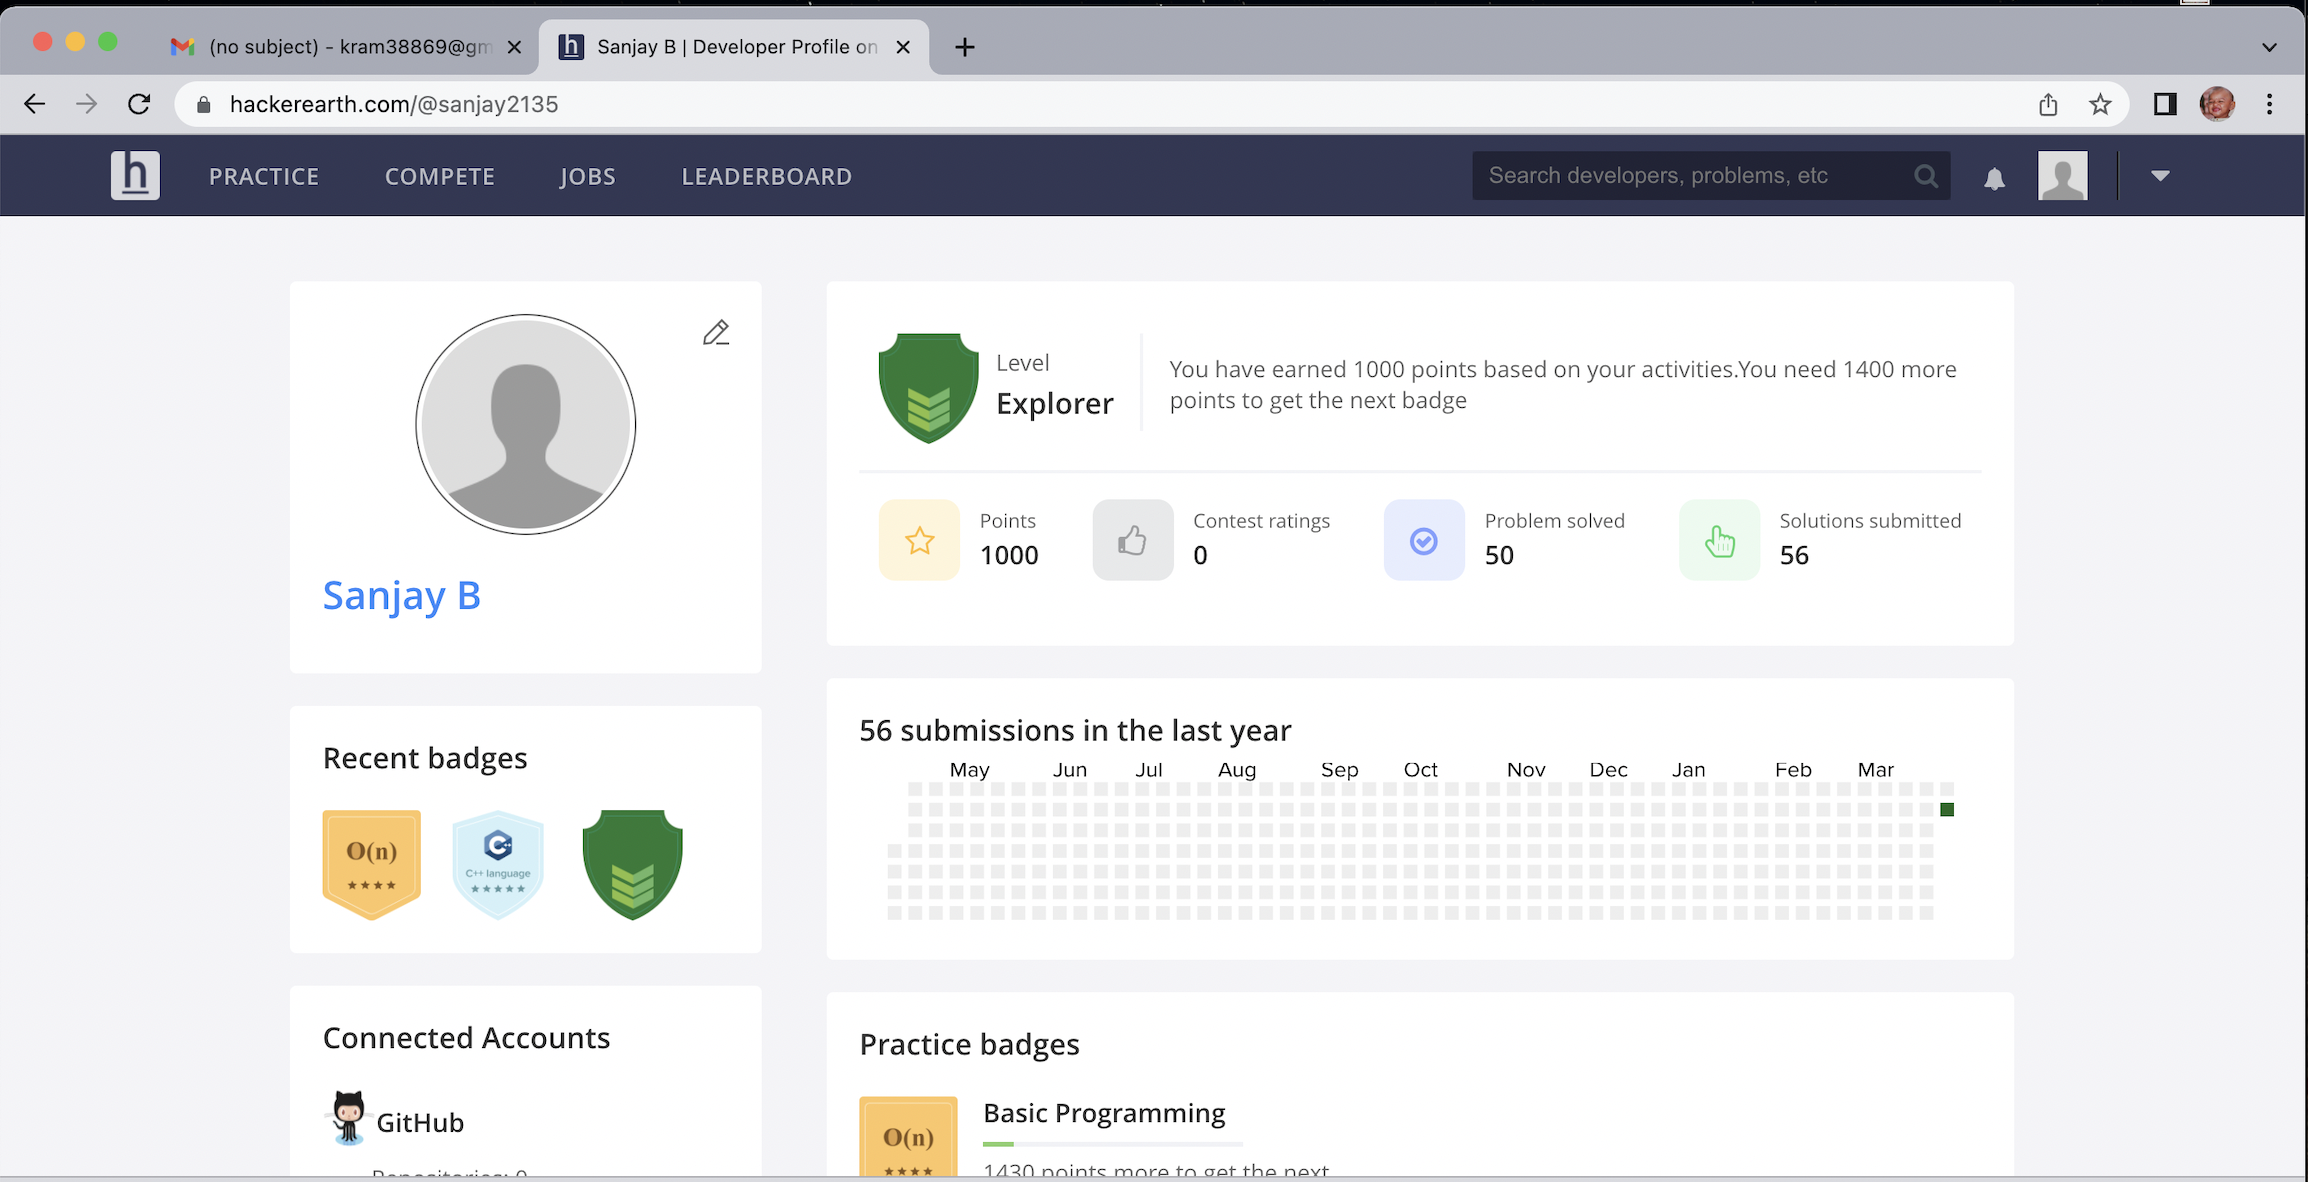 (no subject) - kram38869@gm
Sanjay B | Developer Profile on
hackerearth.com/@sanjay2135
h
PRACTICE
COMPETE
JOBS
LEADERBOARD
Search developers, problems, etc
Sanjay B
Level
Explorer
You have earned 1000 points based on your activities.You need 1400 more
points to get the next badge
Points
1000
Contest ratings
0
Problem solved
50
Solutions submitted
56
Recent badges
O(n)
C++ language
56 submissions in the last year
May Jun Jul Aug Sep Oct Nov Dec Jan Feb Mar
Connected Accounts
GitHub
Repositories: 0
Practice badges
O(n)
Basic Programming
1430 points more to get the next